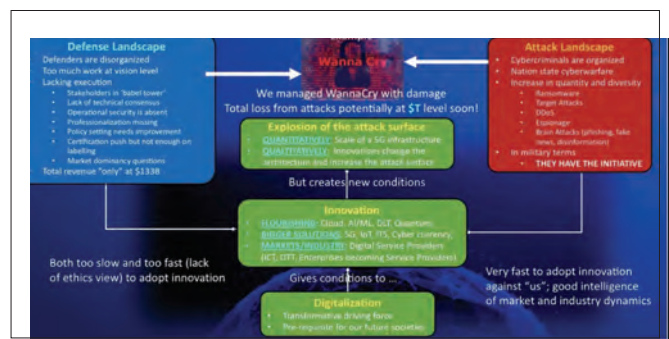 Defense Landscape
Defenders are disorganized
Too much work at vision level
Lacking execution
• Stakeholders in "Babel tower"
• Lack of technical consensus
• Operational security is absent
• Professionalization missing
• Policy setting needs improvement
• Certification push but not enough on
labelling
• Market dominancy questions
Total revenue "only" at $133B
Wanna Cry
We managed WannaCry with damage
Total loss from attacks potentially at $T level soon!
Attack Landscape
• Cybercriminals are organized
• Nation state cyberwarfare
• Increase in quantity and diversity
• Ransomware
• Target Attacks
• DDoS
• Espionage
• Brain Attacks (phishing, fake
news, disinformation)
• In military terms
• THEY HAVE THE INITIATIVE
Explosion of the attack surface
• QUANTITATIVELY: Scale of a 5G infrastructure
• QUALITATIVELY: Innovations change the
architecture and increase the attack surface
But creates new conditions
Innovation
• FLOURISHING: Cloud, AI/ML, DLT, Quantum,
• BIGGER SOLUTIONS: 5G, IoT, ITS, Cyber currency,
• MARKETS/INDUSTRY: Digital Service Providers
(ICT, OTT, Enterprises becoming Service Providers)
Both too slow and too fast (lack
of ethics view) to adopt innovation
Gives conditions to ...
Very fast to adopt innovation
against "us"; good intelligence
of market and industry dynamics
Digitalization
• Transformative driving force
• Pre-requisite for our future societies